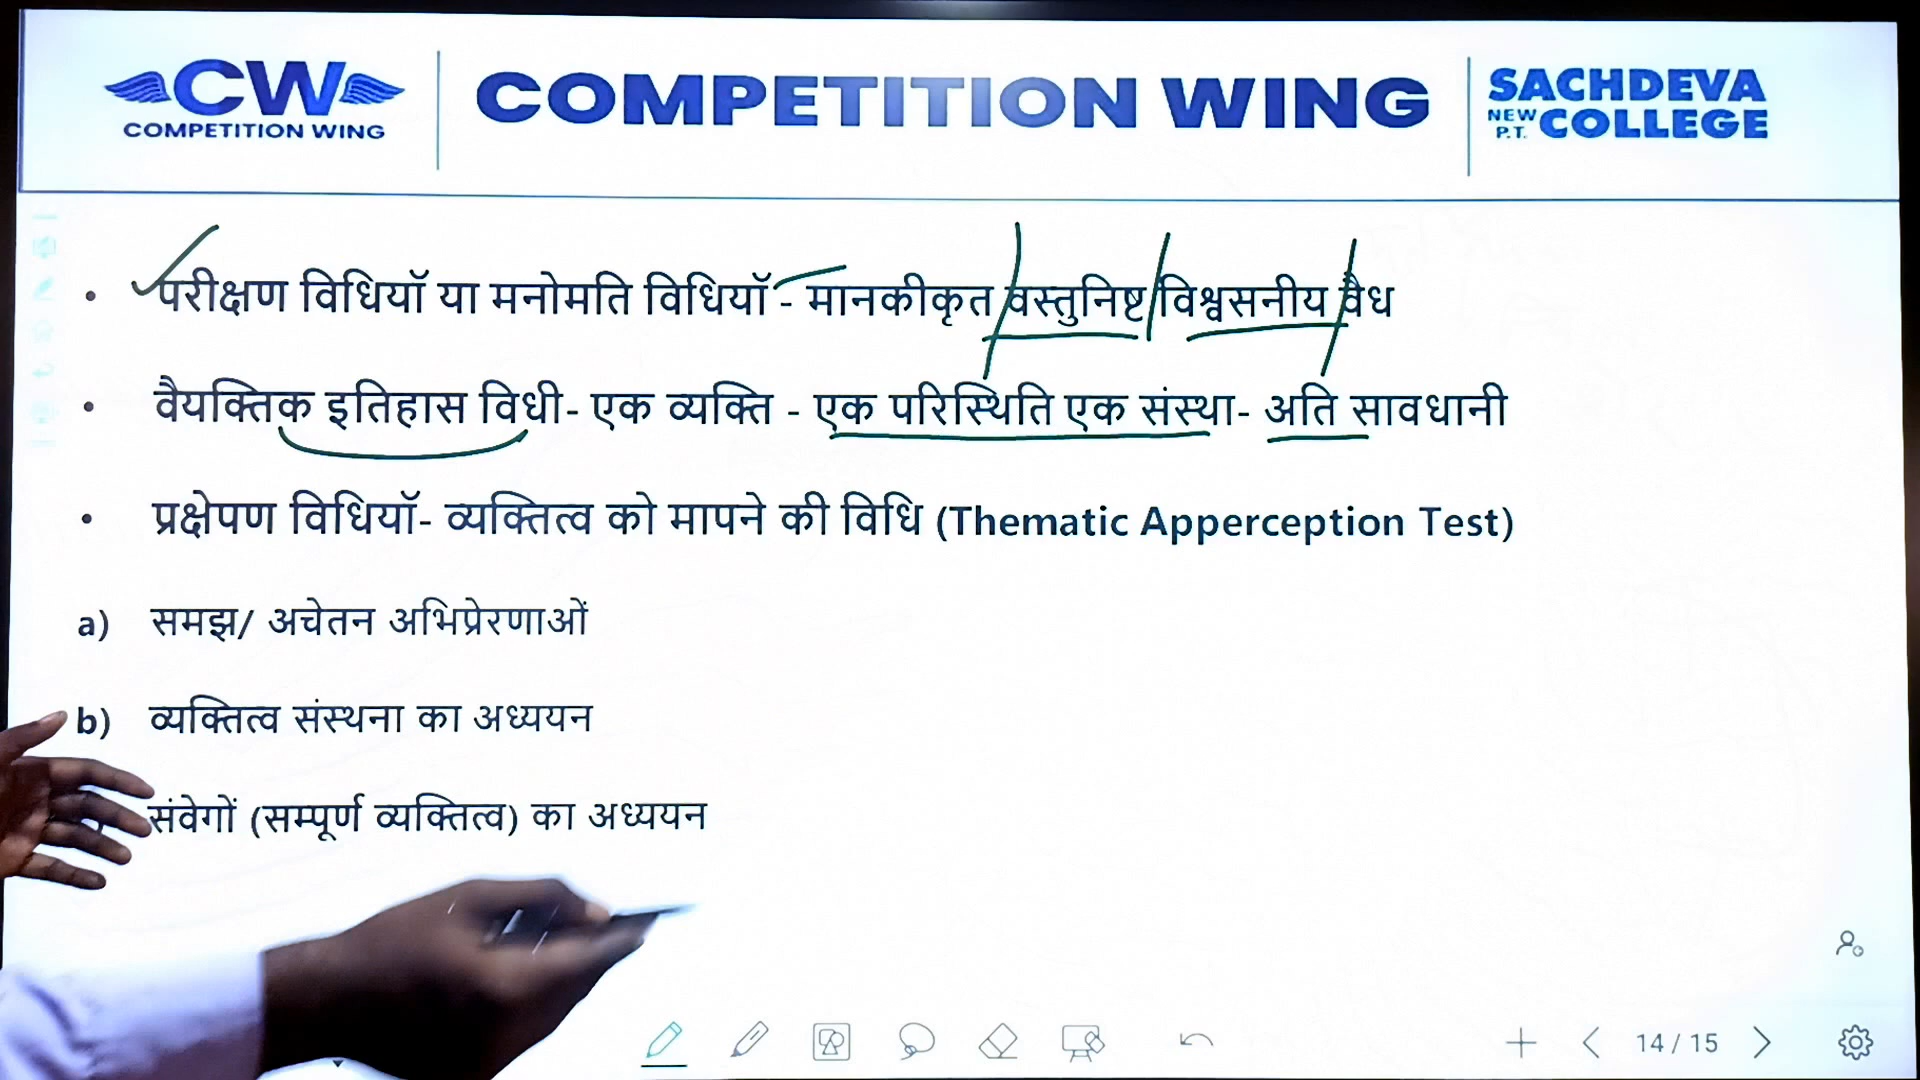 CW
COMPETITION WING
COMPETITION WING
SACHDEVA
NEW P.T. COLLEGE
• परीक्षण विधियॉ या मनोमति विधियॉ - मानकीकृत वस्तुनिष्ट विश्वसनीय वैध
• वैयक्तिक इतिहास विधी- एक व्यक्ति - एक परिस्थिति एक संस्था- अति सावधानी
• प्रक्षेपण विधियॉ- व्यक्तित्व को मापने की विधि (Thematic Apperception Test)
a) समझ/ अचेतन अभिप्रेरणाओं
b) व्यक्तित्व संस्थना का अध्ययन
संवेगों (सम्पूर्ण व्यक्तित्व) का अध्ययन
14 / 15